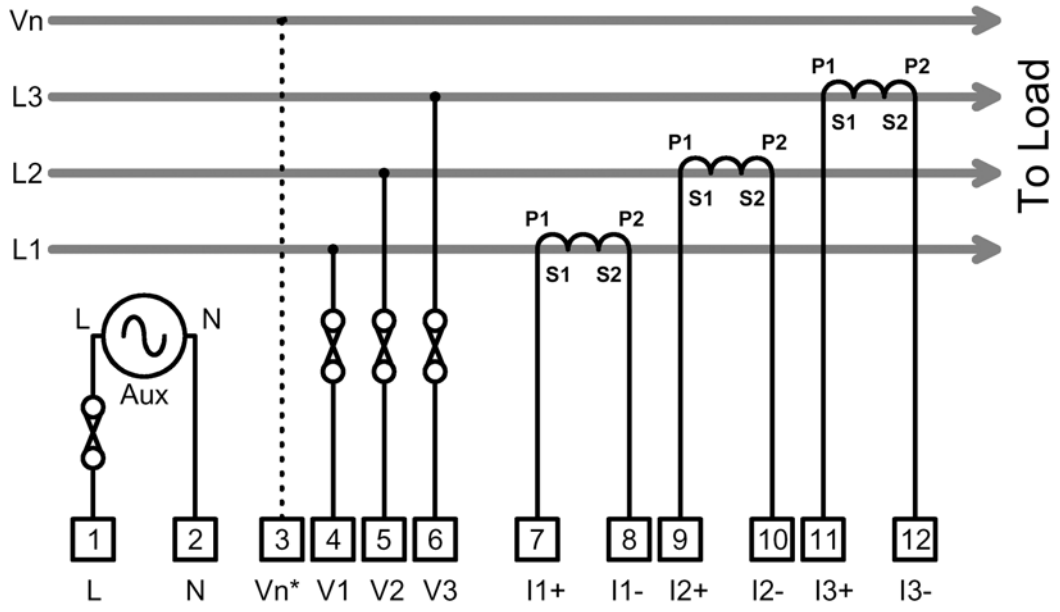 Vn
L3
L2
L1
To Load
P1 P2
S1 S2
P1 P2
S1 S2
P1 P2
S1 S2
L N
Aux
1 2 3 4 5 6 7 8 9 10 11 12
L N Vn* V1 V2 V3 I1+ I1- I2+ I2- I3+ I3-